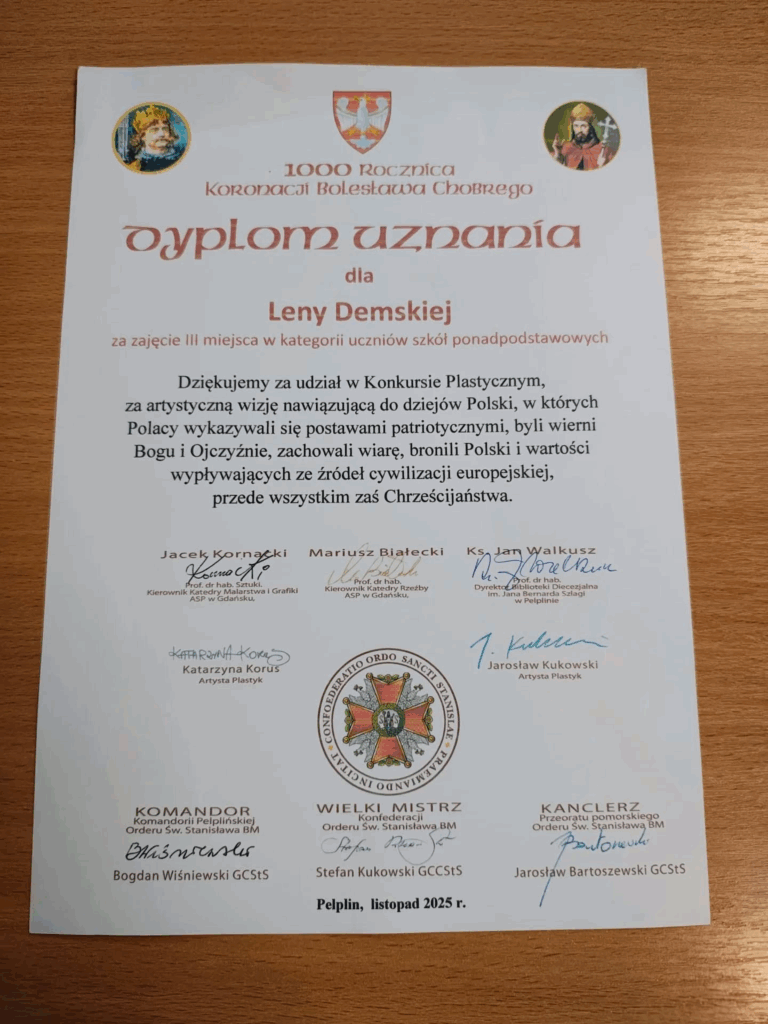 1000 Rocznica
Koronacji Bolesława Chobrego
Dyplom uznania
dla
Leny Demskiej
za zajęcie III miejsca w kategorii uczniów szkół ponadpodstawowych
Dziękujemy za udział w Konkursie Plastycznym,
za artystyczną wizję nawiązującą do dziejów Polski, w których
Polacy wykazywali się postawami patriotycznymi, byli wierni
Bogu i Ojczyźnie, zachowali wiarę, bronili Polski i wartości
wypływających ze źródeł cywilizacji europejskiej,
przede wszystkim zaś Chrześcijaństwa.
Jacek Kornacki
Prof. dr hab. Sztuki.
Kierownik Katedry Malarstwa i Grafiki
ASP w Gdańsku,
Mariusz Białecki
Prof. dr hab.
Kierownik Katedry Rzeźby
ASP w Gdańsku,
Ks. Jan Walkusz
Prof. dr hab.
Dyrektor Biblioteki Diecezjalna
im. Jana Bernarda Szlagi
w Pelplinie
KATARZYNA KORUS
Katarzyna Korus
Artysta Plastyk
J. Kukowski
Jarosław Kukowski
Artysta Plastyk
CONFOEDERATIO ORDO SANCTI STANISLAE
PRAEMIANDO INCITAT
KOMANDOR
Komandorii Pelplińskiej
Orderu Św. Stanisława BM
BWiśniewski
Bogdan Wiśniewski GCStS
WIELKI MISTRZ
Konfederacji
Orderu Św. Stanisława BM
Stefan Kukowski GCCStS
KANCLERZ
Przeoratu pomorskiego
Orderu Św. Stanisława BM
Jarosław Bartoszewski GCStS
Pelplin, listopad 2025 r.